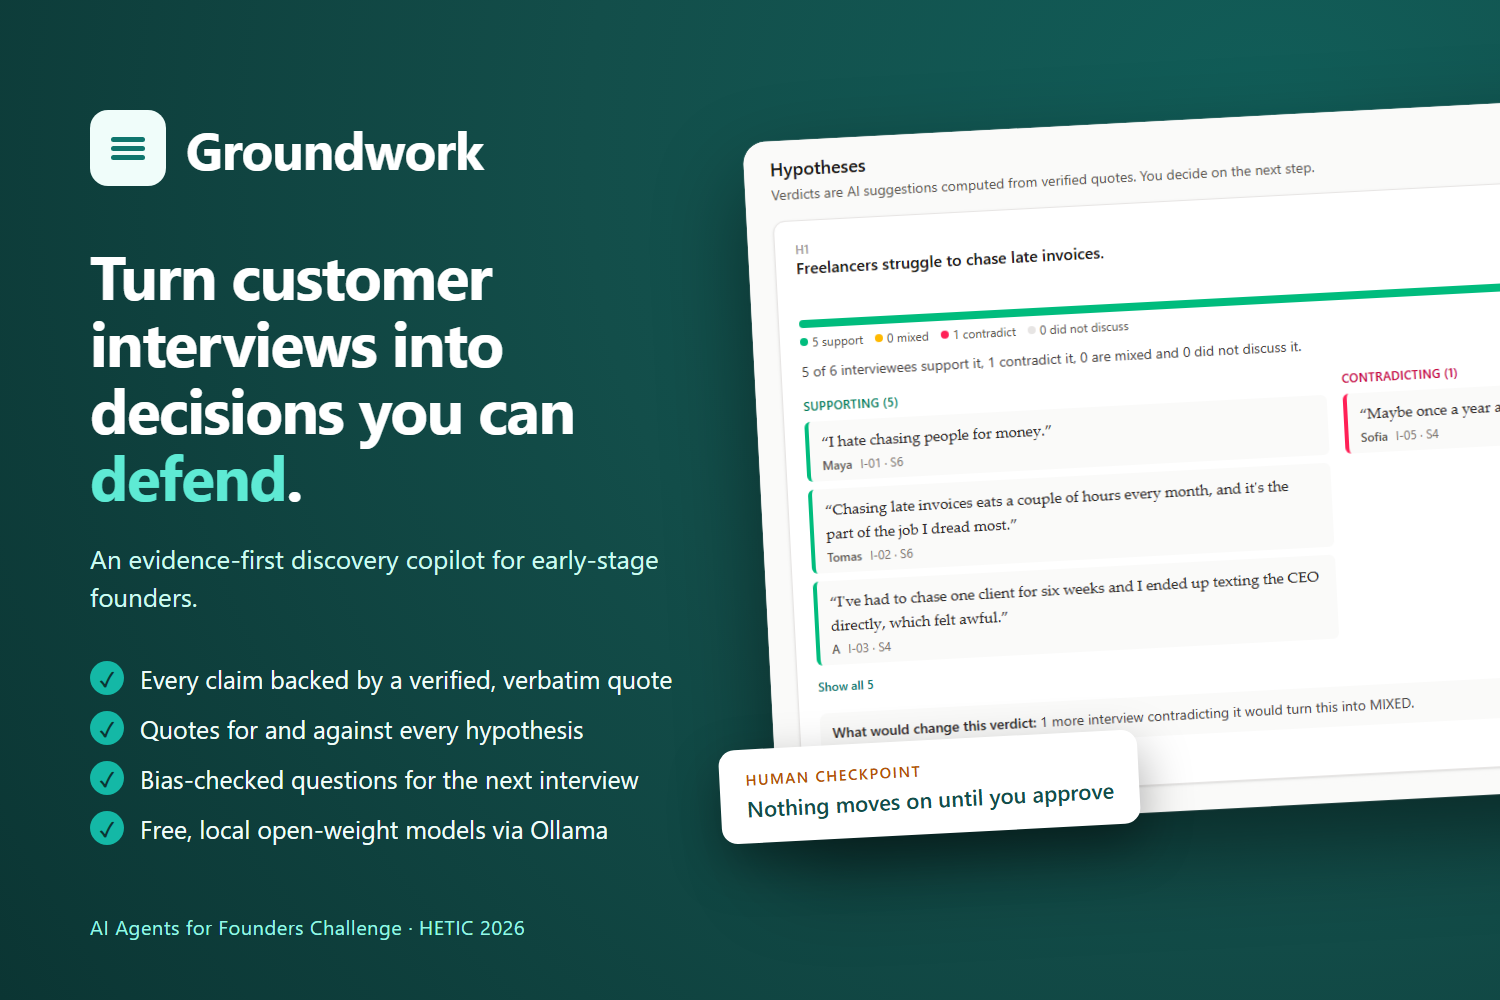 Groundwork
Turn customer
interviews into
decisions you can
defend.
An evidence-first discovery copilot for early-stage
founders.
Every claim backed by a verified, verbatim quote
Quotes for and against every hypothesis
Bias-checked questions for the next interview
Free, local open-weight models via Ollama
AI Agents for Founders Challenge · HETIC 2026
Hypotheses
Verdicts are AI suggestions computed from verified quotes. You decide on the next step.
H1
Freelancers struggle to chase late invoices.
5 support 0 mixed 1 contradict 0 did not discuss
5 of 6 interviewees support it, 1 contradict it, 0 are mixed and 0 did not discuss it.
SUPPORTING (5)
“I hate chasing people for money.”
Maya I-01 · S6
“Chasing late invoices eats a couple of hours every month, and it's the
part of the job I dread most.”
Tomas I-02 · S6
“I've had to chase one client for six weeks and I ended up texting the CEO
directly, which felt awful.”
A I-03 · S4
Show all 5
CONTRADICTING (1)
“Maybe once a year a
Sofia I-05 · S4
What would change this verdict: 1 more interview contradicting it would turn this into MIXED.
HUMAN CHECKPOINT
Nothing moves on until you approve